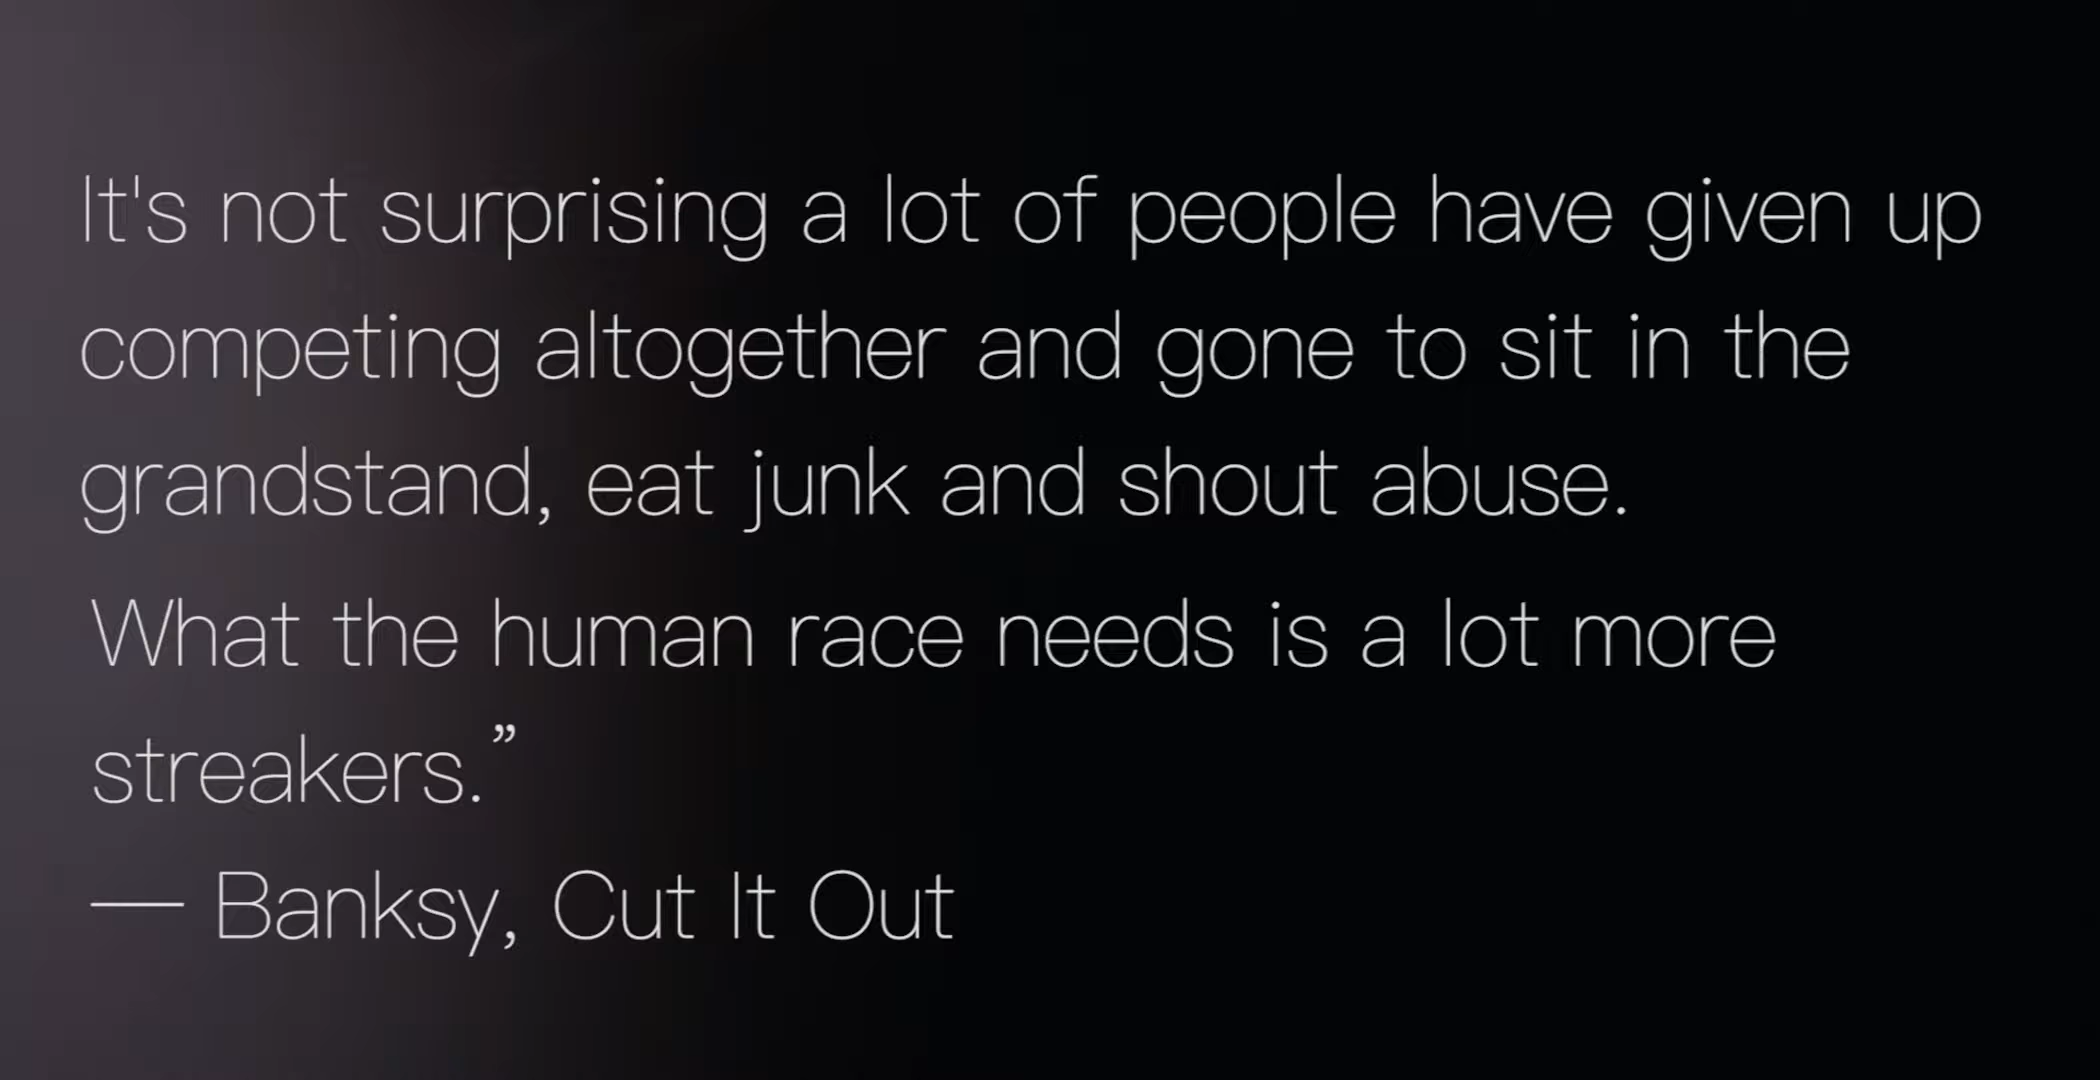 It's not surprising a lot of people have given up
competing altogether and gone to sit in the
grandstand, eat junk and shout abuse.
What the human race needs is a lot more
streakers.”
— Banksy, Cut It Out